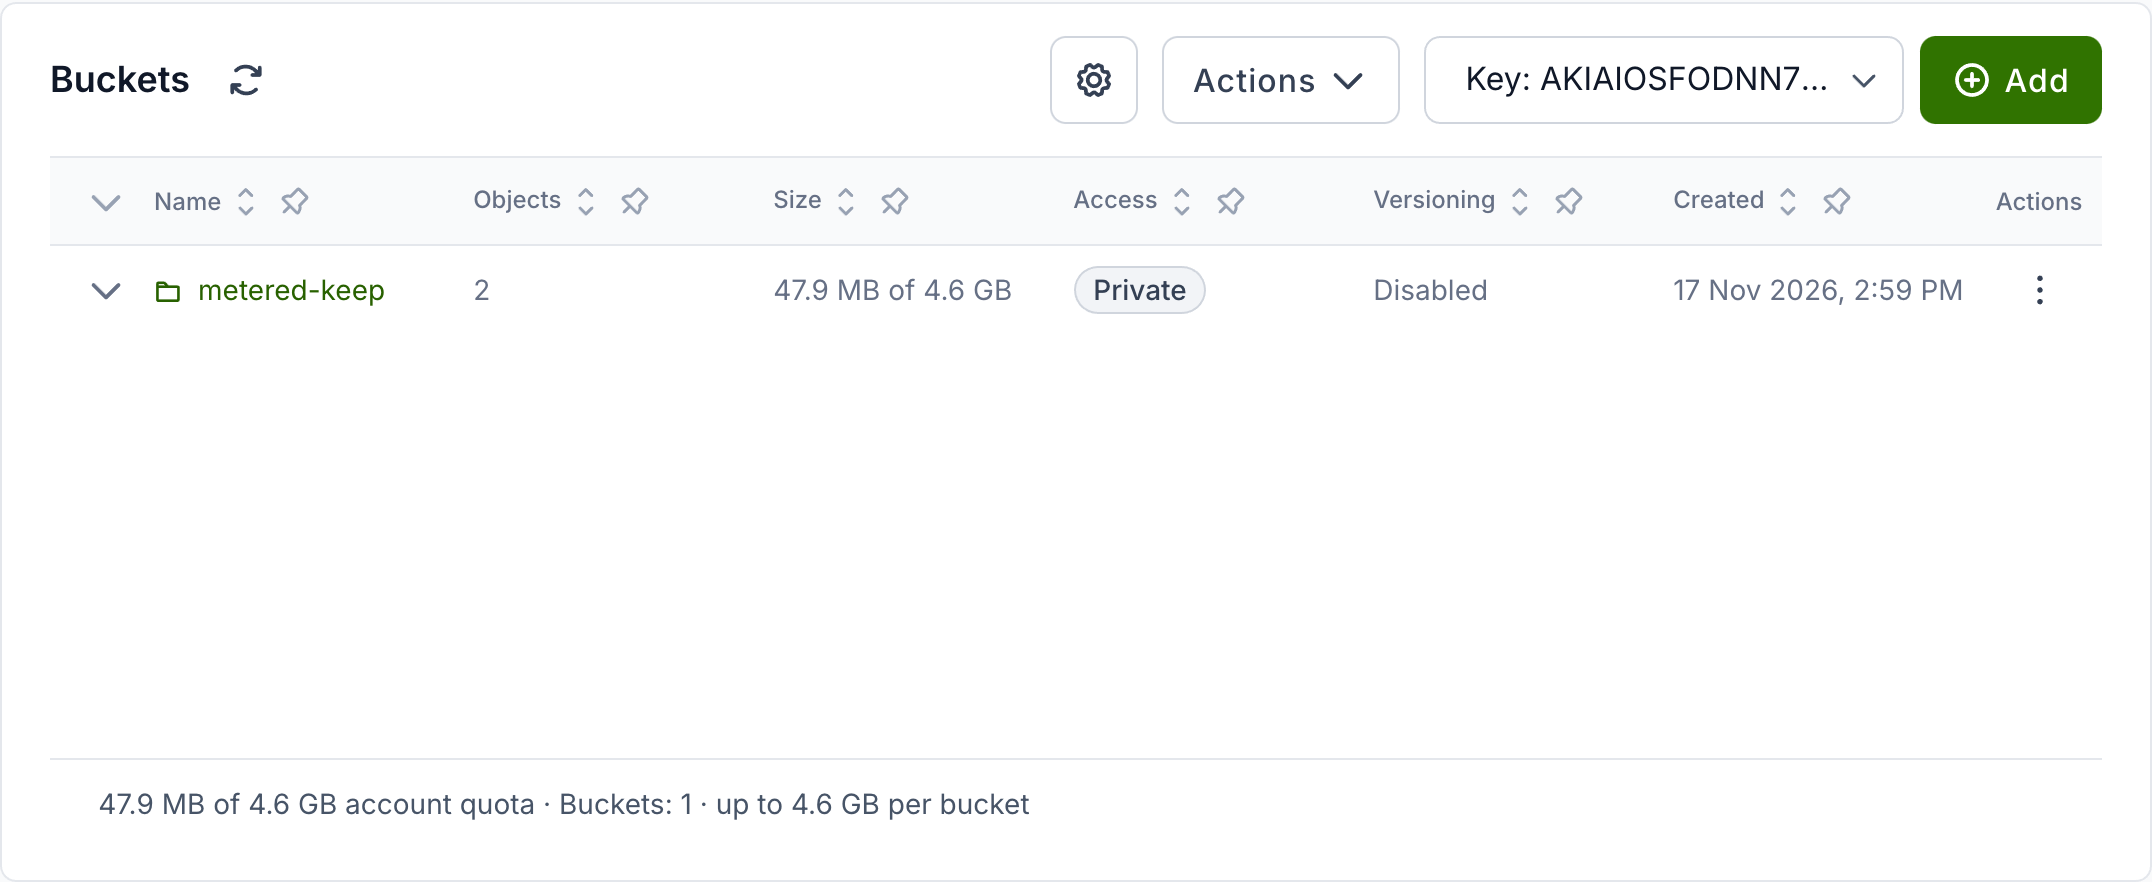 Buckets
Actions
Key: AKIAIOSFODNN7...
Add
Name Objects Size Access Versioning Created Actions
metered-keep 2 47.9 MB of 4.6 GB Private Disabled 17 Nov 2026, 2:59 PM
47.9 MB of 4.6 GB account quota · Buckets: 1 · up to 4.6 GB per bucket